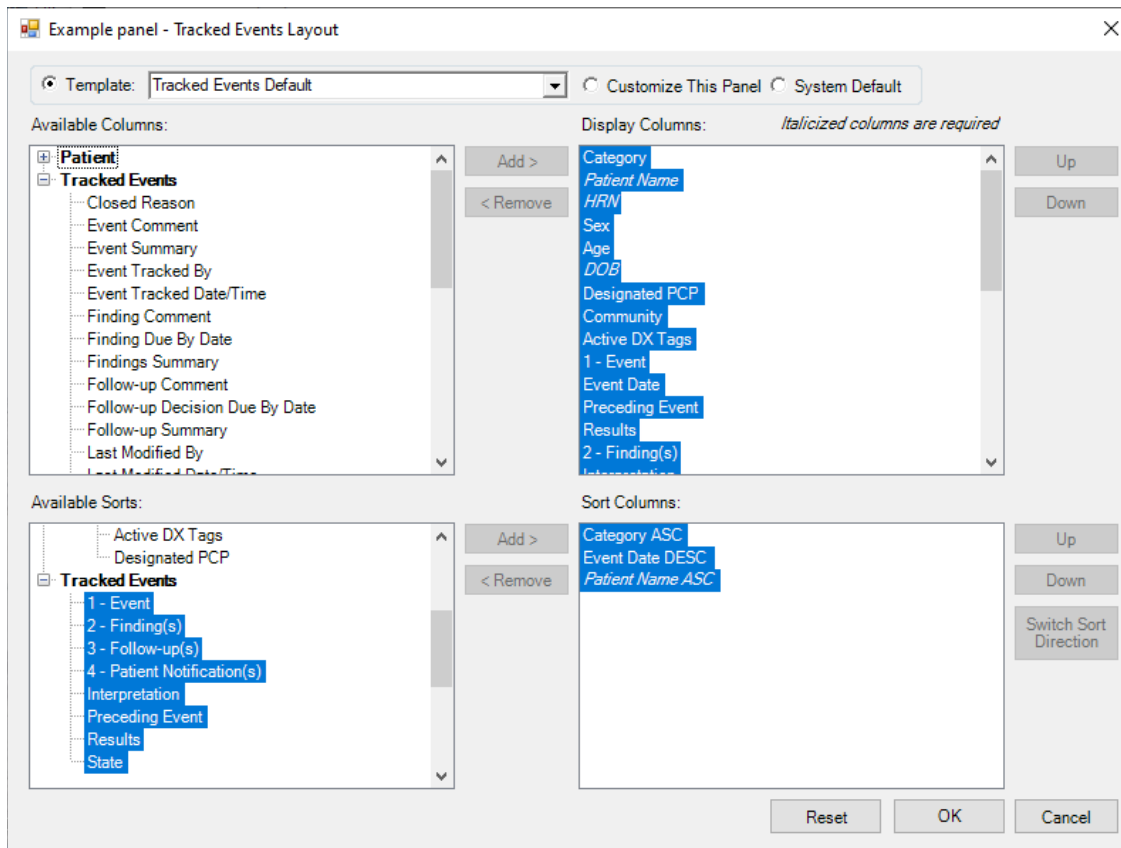 Example panel - Tracked Events Layout
Template: Tracked Events Default Customize This Panel System Default
Available Columns:
Patient
Tracked Events
Closed Reason
Event Comment
Event Summary
Event Tracked By
Event Tracked Date/Time
Finding Comment
Finding Due By Date
Findings Summary
Follow-up Comment
Follow-up Decision Due By Date
Follow-up Summary
Last Modified By
Last Modified Date/Time
Add >
< Remove
Display Columns: Italicized columns are required
Category
Patient Name
HRN
Sex
Age
DOB
Designated PCP
Community
Active DX Tags
1 - Event
Event Date
Preceding Event
Results
2 - Finding(s)
Interpretation
Up
Down
Available Sorts:
Active DX Tags
Designated PCP
Tracked Events
1 - Event
2 - Finding(s)
3 - Follow-up(s)
4 - Patient Notification(s)
Interpretation
Preceding Event
Results
State
Add >
< Remove
Sort Columns:
Category ASC
Event Date DESC
Patient Name ASC
Up
Down
Switch Sort
Direction
Reset OK Cancel